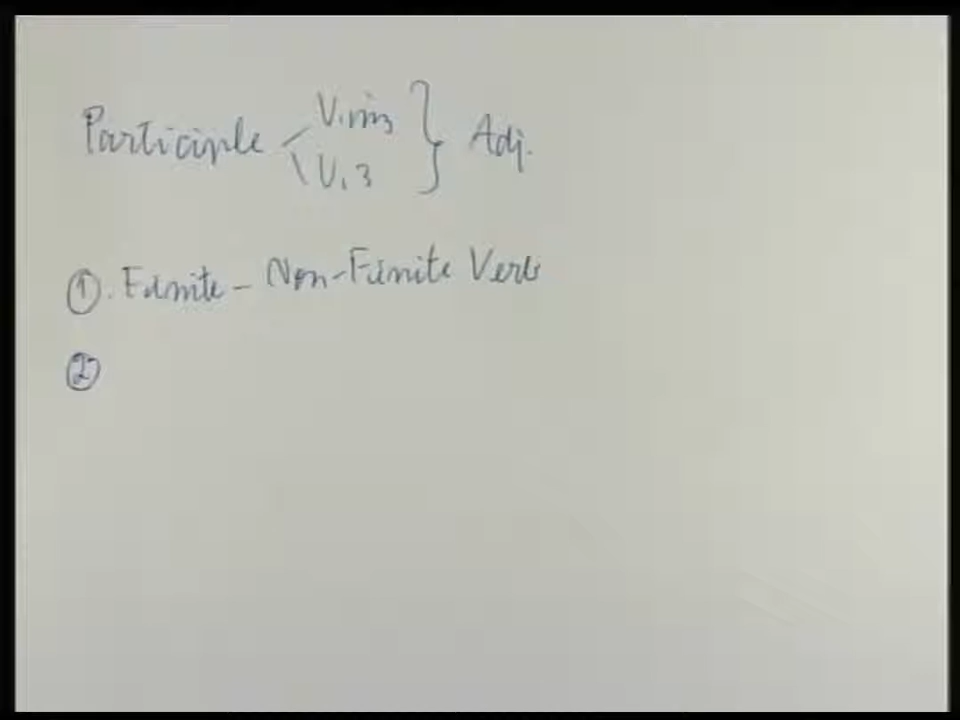 Participle < V.ing } Adj.
V.3
①. Finite - Non-Finite Verb
②